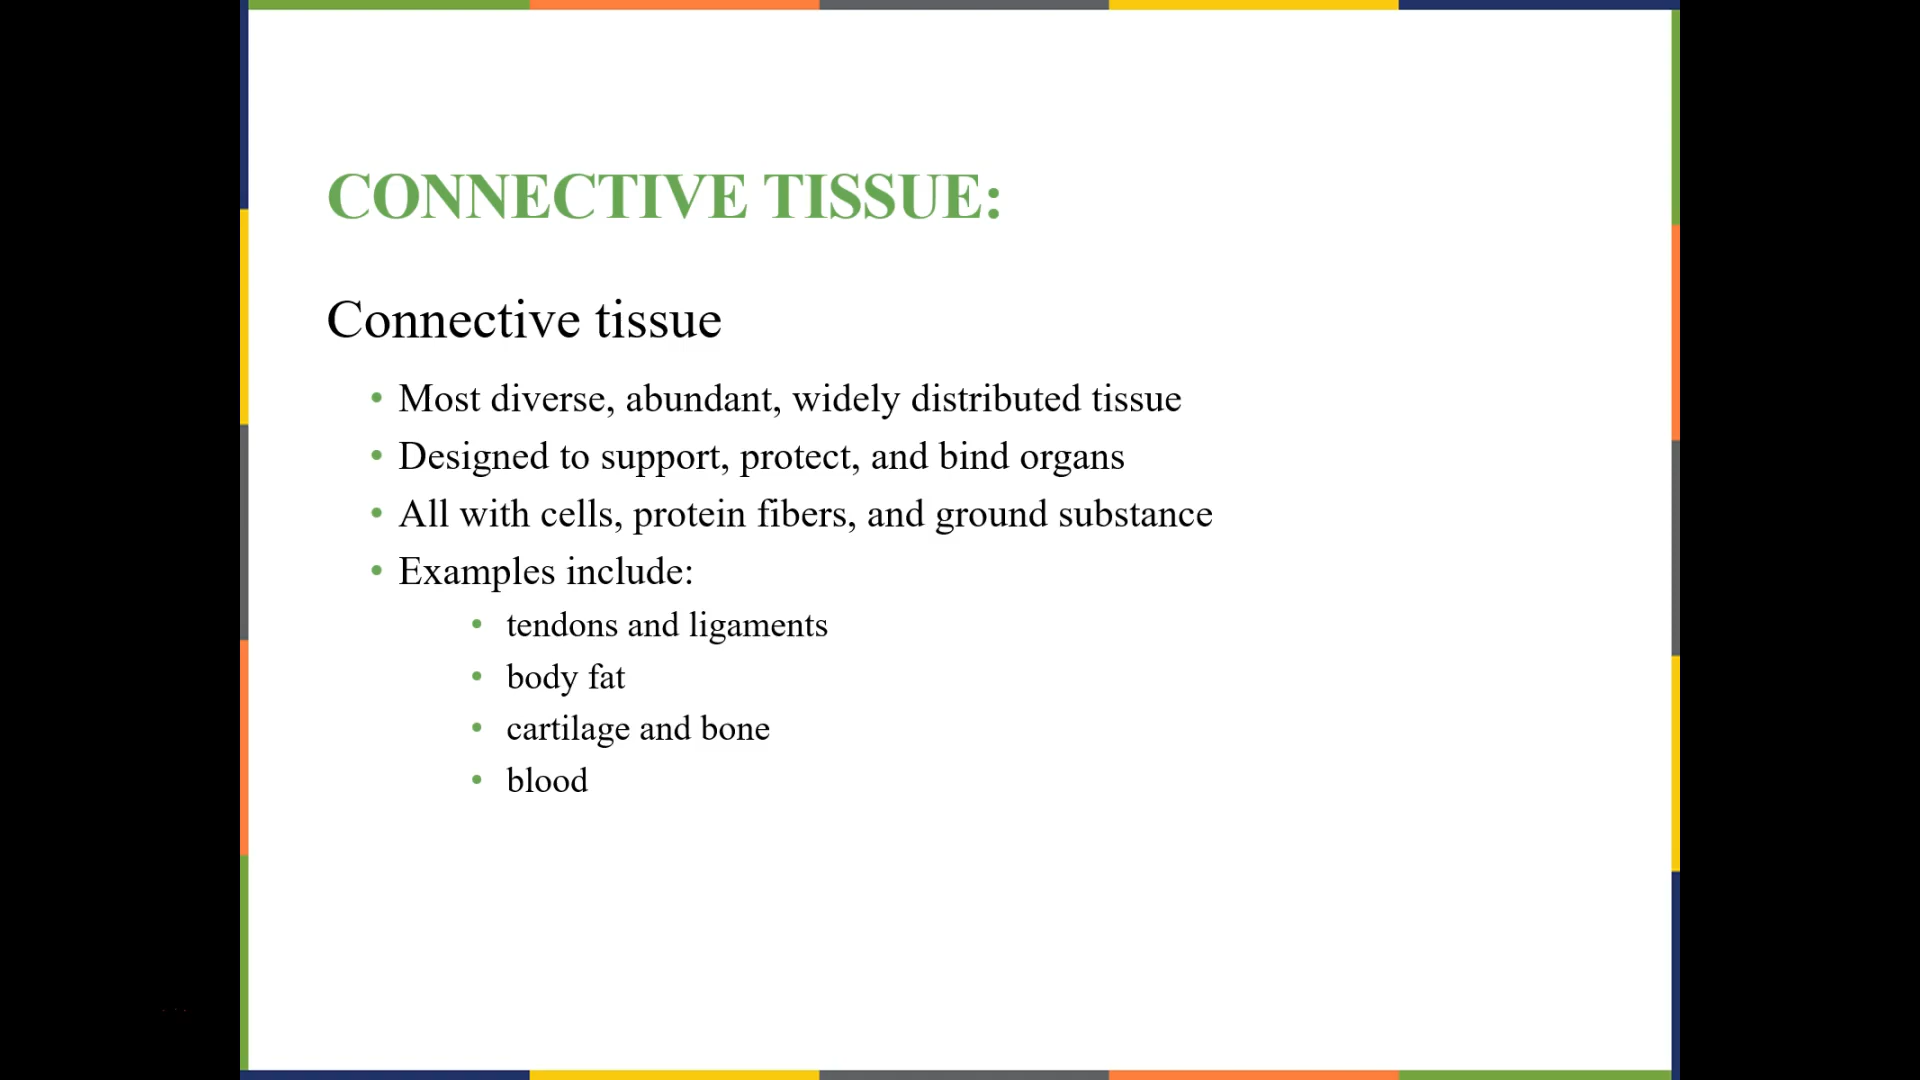 CONNECTIVE TISSUE:
Connective tissue
• Most diverse, abundant, widely distributed tissue
• Designed to support, protect, and bind organs
• All with cells, protein fibers, and ground substance
• Examples include:
• tendons and ligaments
• body fat
• cartilage and bone
• blood